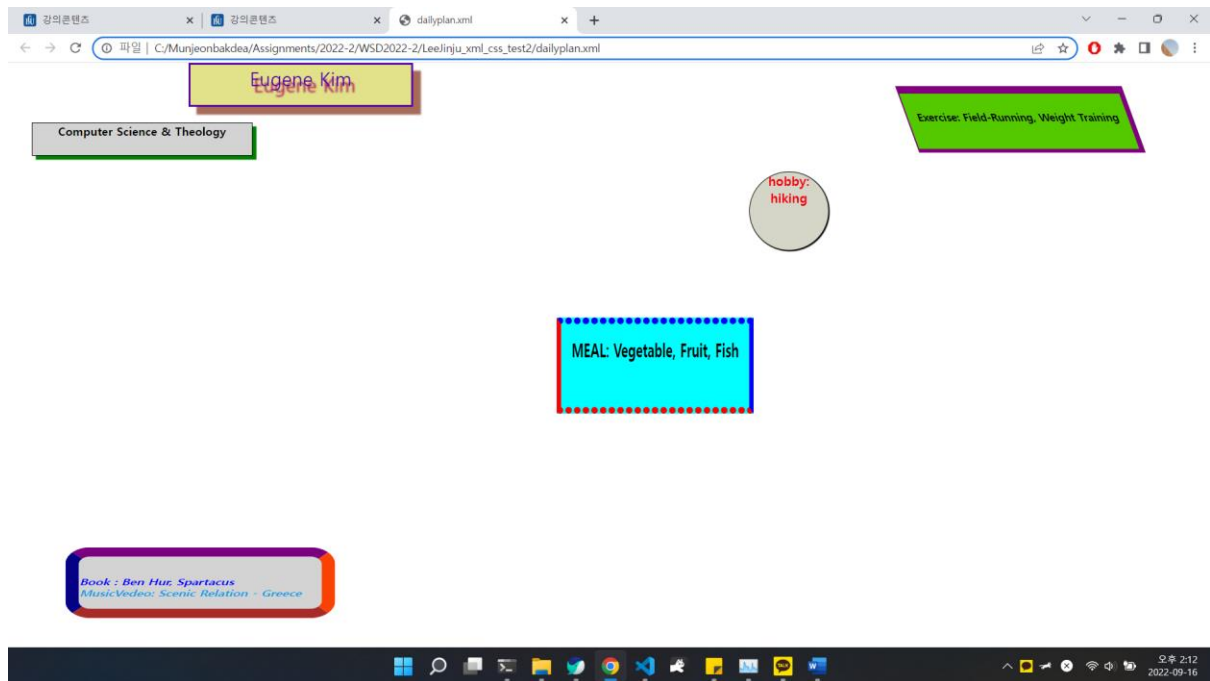 강의콘텐츠
강의콘텐츠
dailyplan.xml
파일 | C:/Munjeonbakdea/Assignments/2022-2/WSD2022-2/LeeJinju_xml_css_test2/dailyplan.xml
Eugene Kim
Computer Science & Theology
Exercise: Field-Running, Weight Training
hobby:
hiking
MEAL: Vegetable, Fruit, Fish
Book : Ben Hur, Spartacus
MusicVedeo: Scenic Relation - Greece
오후 2:12
2022-09-16